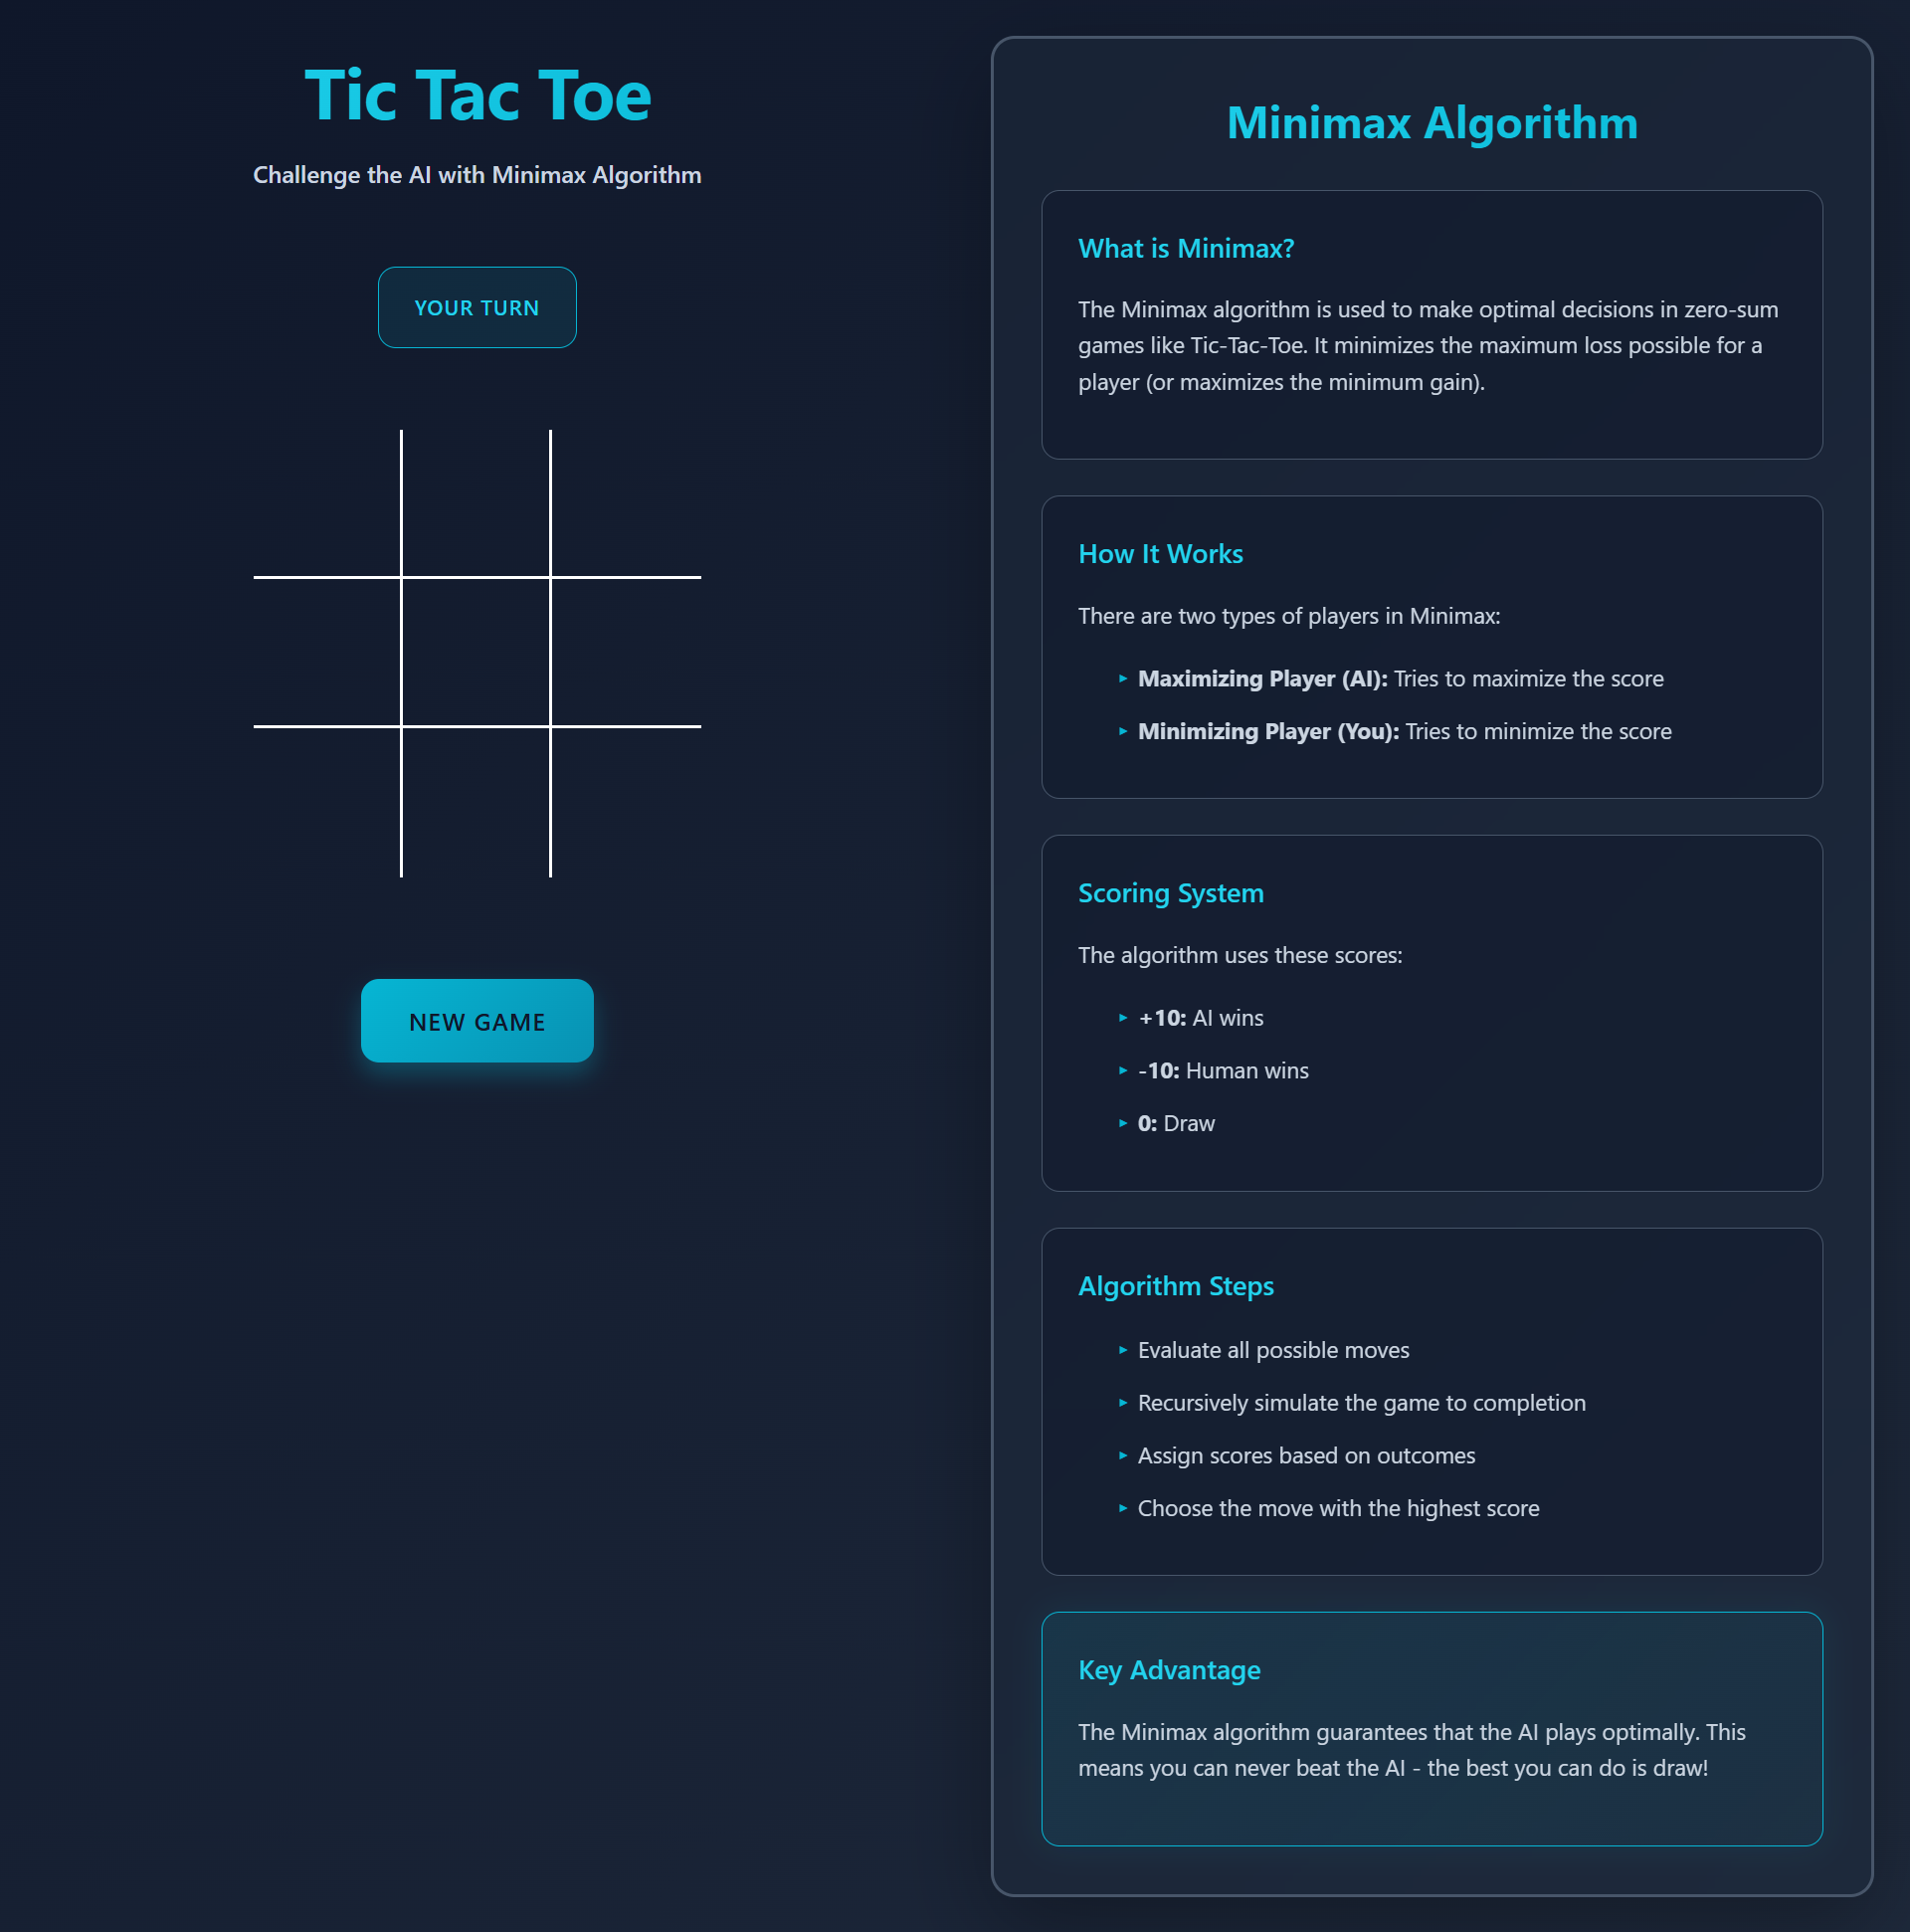 Tic Tac Toe
Challenge the AI with Minimax Algorithm
YOUR TURN
NEW GAME
Minimax Algorithm
What is Minimax?
The Minimax algorithm is used to make optimal decisions in zero-sum
games like Tic-Tac-Toe. It minimizes the maximum loss possible for a
player (or maximizes the minimum gain).
How It Works
There are two types of players in Minimax:
▸ Maximizing Player (AI): Tries to maximize the score
▸ Minimizing Player (You): Tries to minimize the score
Scoring System
The algorithm uses these scores:
▸ +10: AI wins
▸ -10: Human wins
▸ 0: Draw
Algorithm Steps
▸ Evaluate all possible moves
▸ Recursively simulate the game to completion
▸ Assign scores based on outcomes
▸ Choose the move with the highest score
Key Advantage
The Minimax algorithm guarantees that the AI plays optimally. This
means you can never beat the AI - the best you can do is draw!